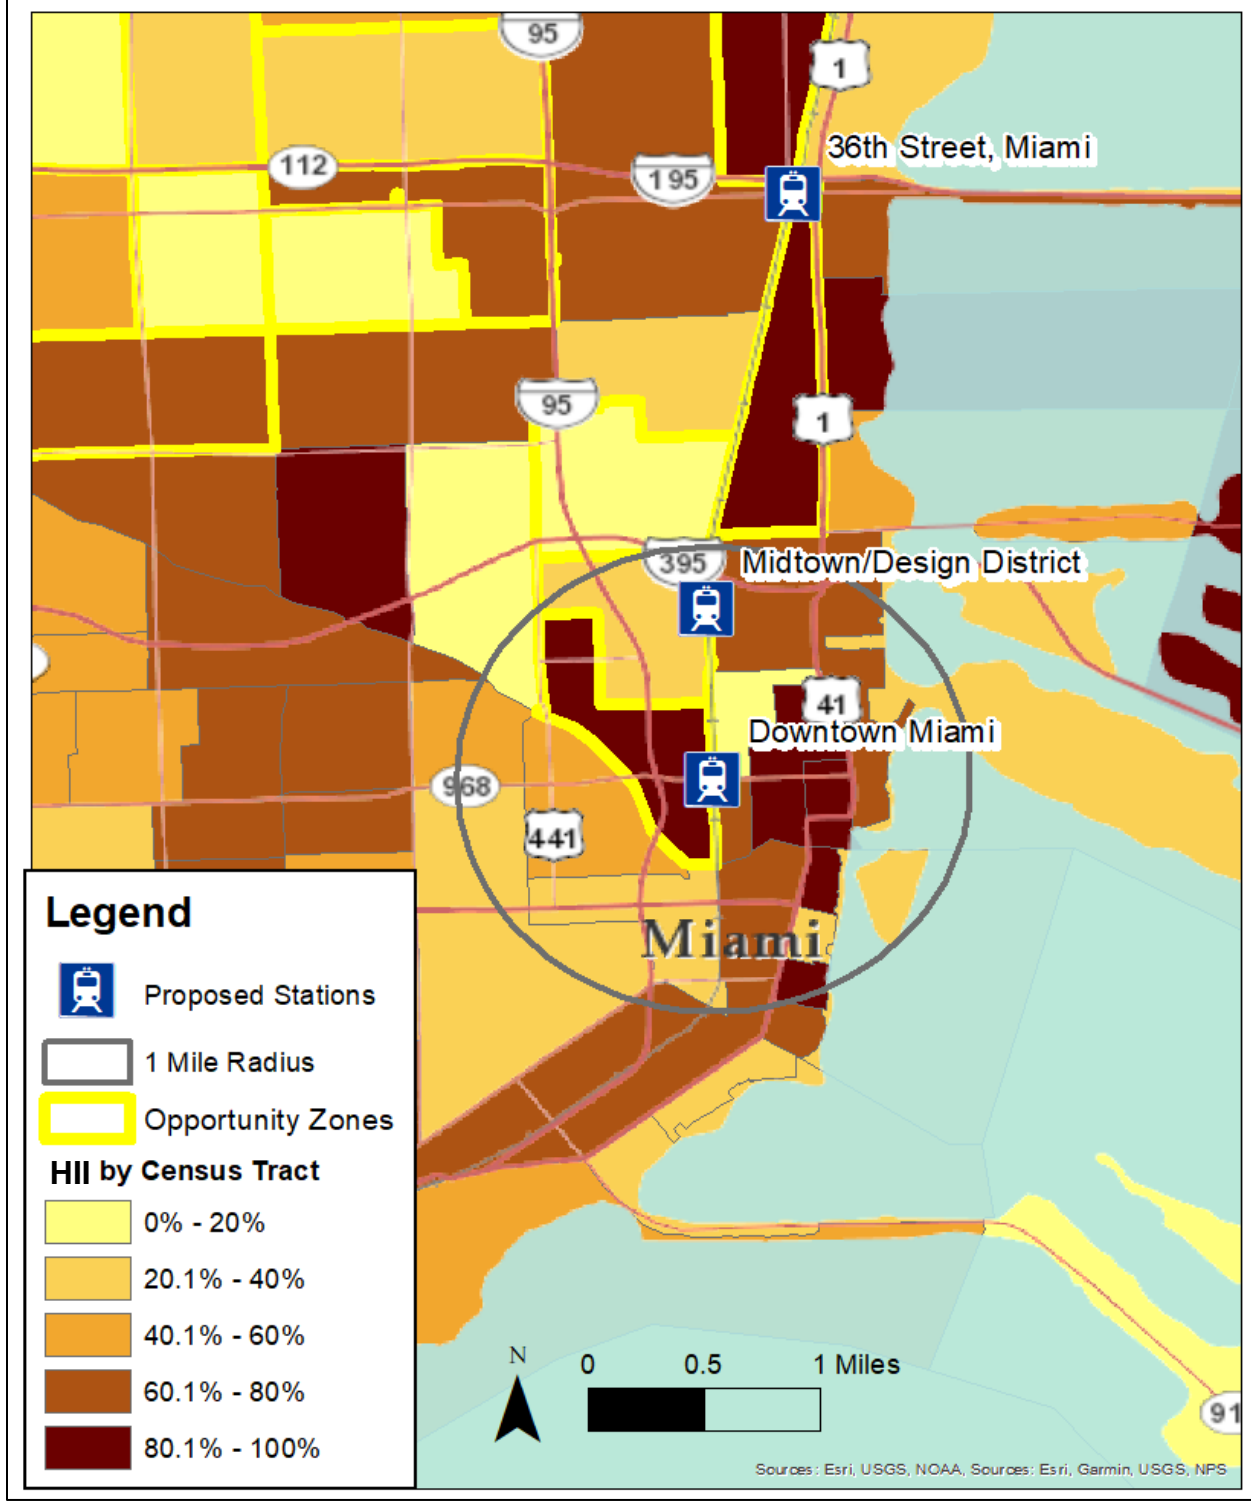 95
1
36th Street, Miami
112
195
95
1
395
Midtown/Design District
41
Downtown Miami
968
441
Miami
Legend
Proposed Stations
1 Mile Radius
Opportunity Zones
HII by Census Tract
0% - 20%
20.1% - 40%
40.1% - 60%
60.1% - 80%
80.1% - 100%
N
0 0.5 1 Miles
91
Sources: Esri, USGS, NOAA, Sources: Esri, Garmin, USGS, NPS